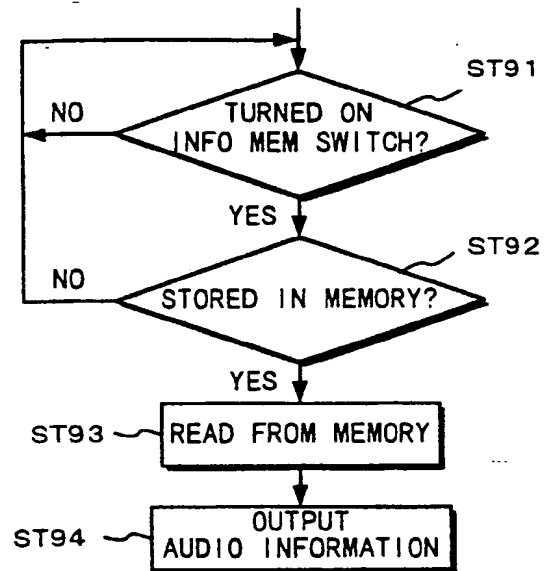 ST91
TURNED ON
INFO MEM SWITCH?
NO
YES
ST92
NO
STORED IN MEMORY?
YES
ST93
READ FROM MEMORY
OUTPUT
ST94
AUDIO INFORMATION